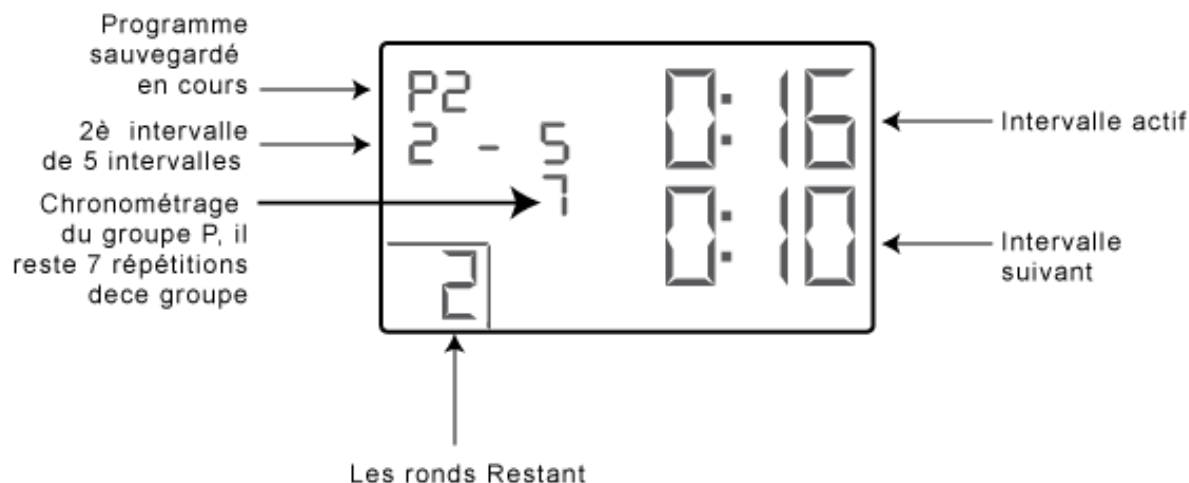 Programme
sauvegardé
en cours
2è intervalle
de 5 intervalles
Chronométrage
du groupe P, il
reste 7 répétitions
dece groupe
P2
2 - 5
7
2
0:16
0:10
Intervalle actif
Intervalle
suivant
Les ronds Restant